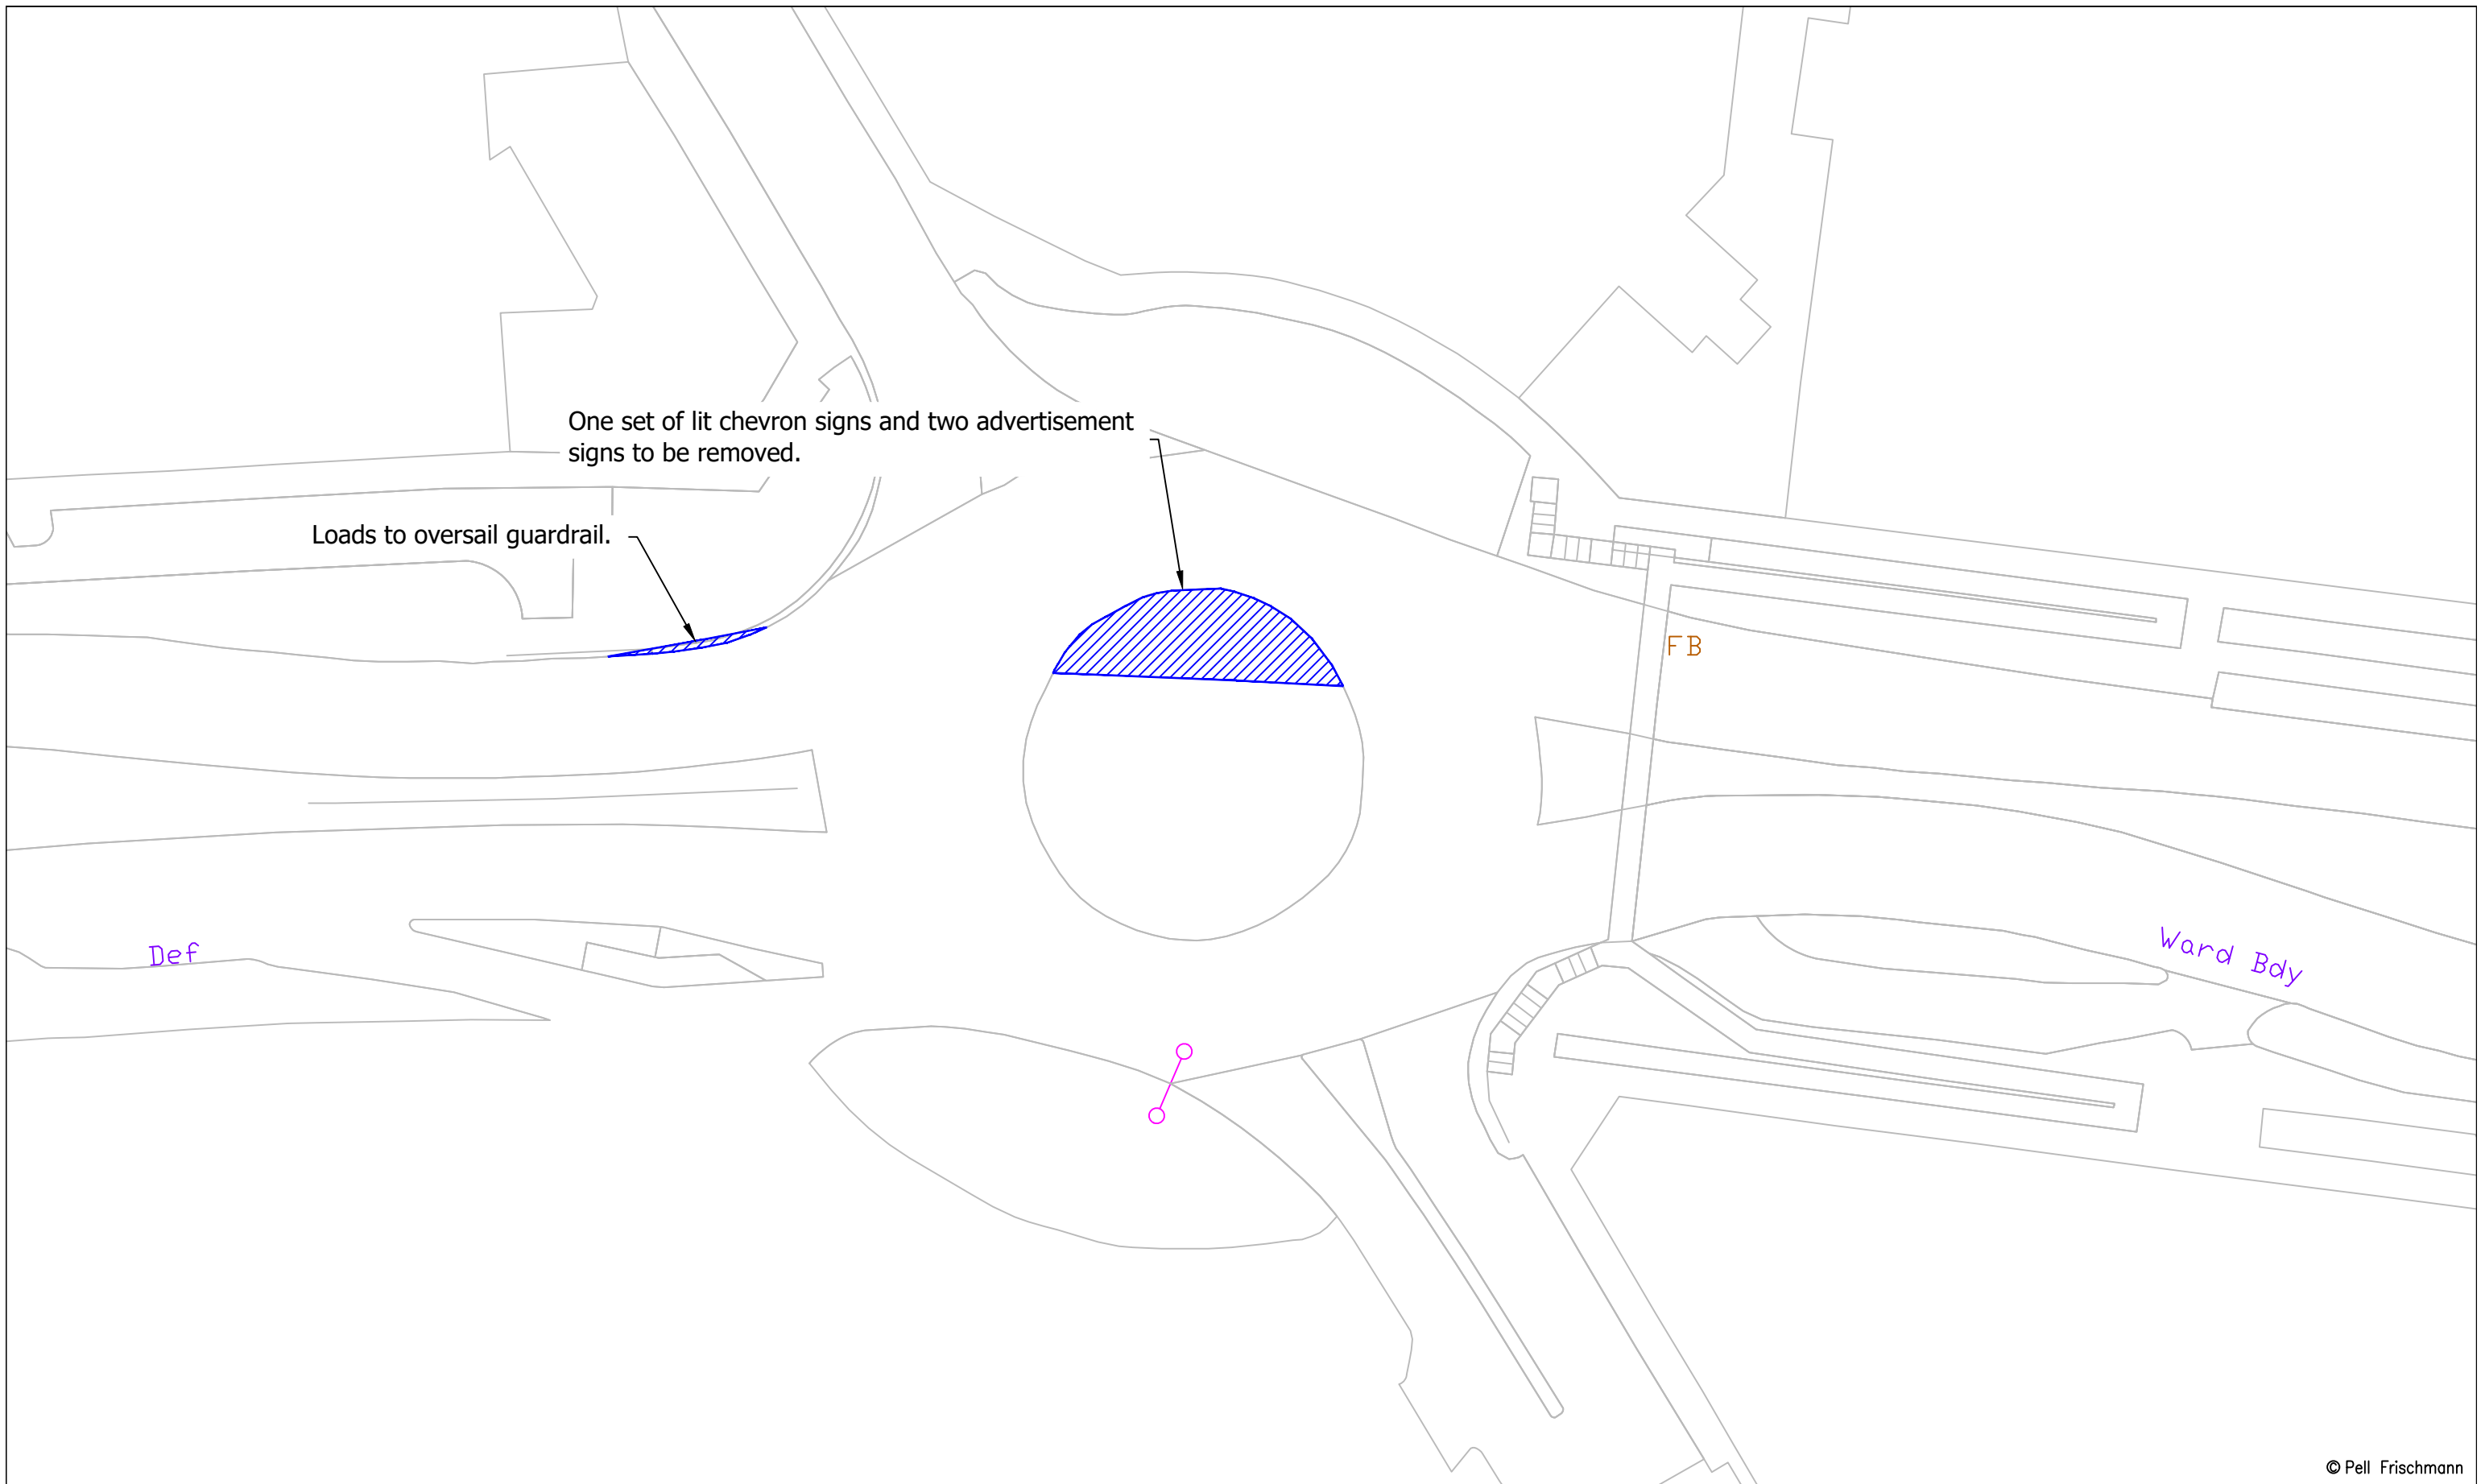 One set of lit chevron signs and two advertisement
signs to be removed.
Loads to oversail guardrail.
FB
Def
Ward Bdy
© Pell Frischmann